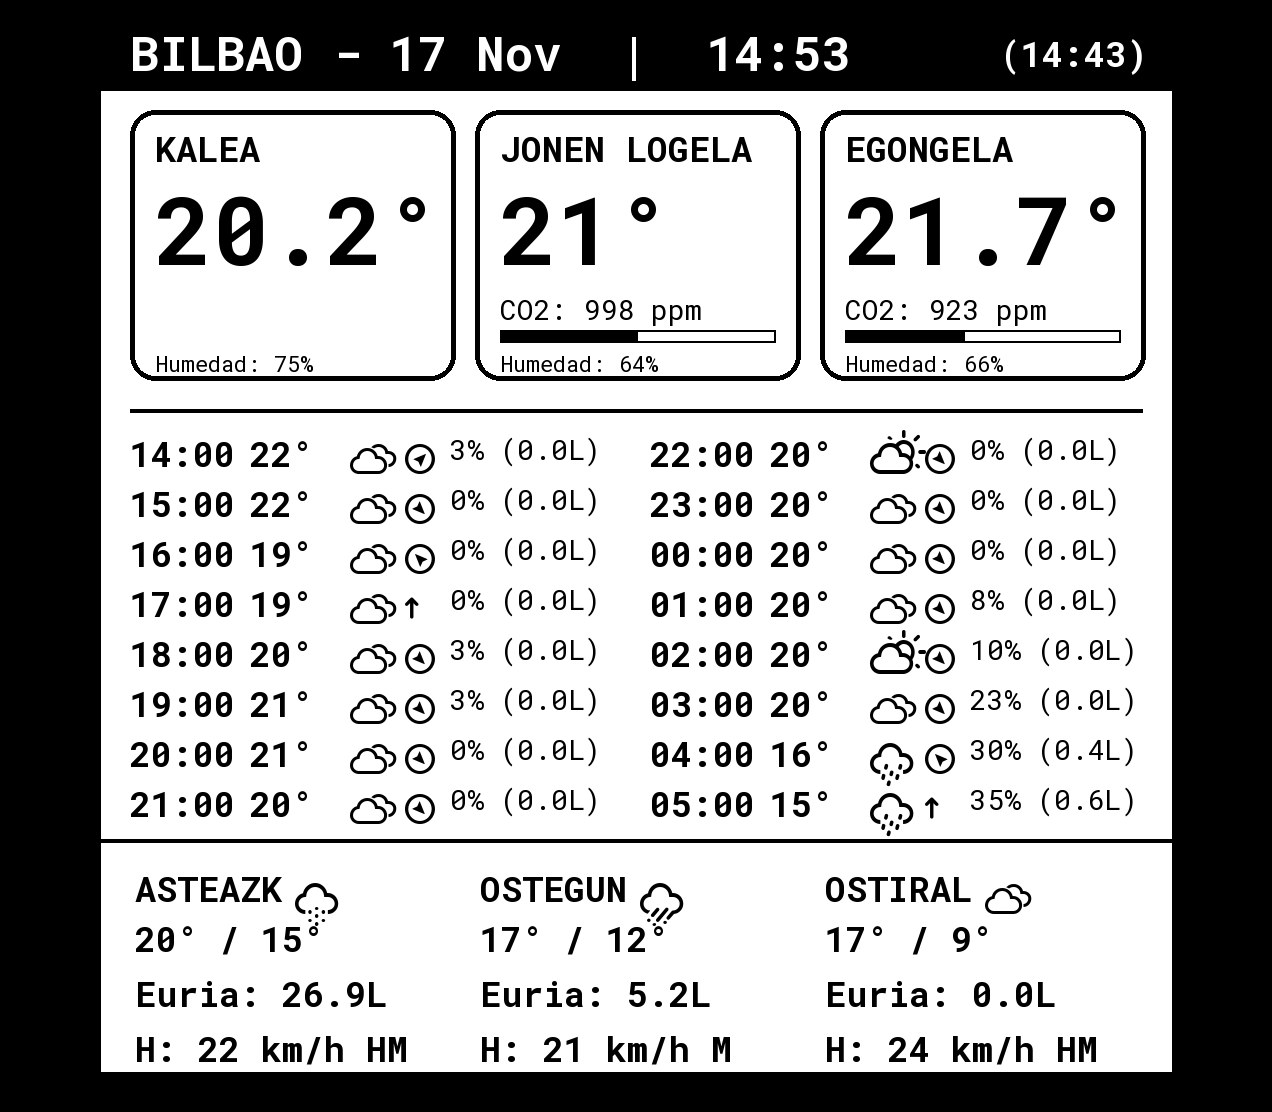 BILBAO - 17 Nov | 14:53 (14:43)
KALEA
20.2°
Humedad: 75%
JONEN LOGELA
21°
CO2: 998 ppm
Humedad: 64%
EGONGELA
21.7°
CO2: 923 ppm
Humedad: 66%
14:00 22° 3% (0.0L)
15:00 22° 0% (0.0L)
16:00 19° 0% (0.0L)
17:00 19° 0% (0.0L)
18:00 20° 3% (0.0L)
19:00 21° 3% (0.0L)
20:00 21° 0% (0.0L)
21:00 20° 0% (0.0L)
22:00 20° 0% (0.0L)
23:00 20° 0% (0.0L)
00:00 20° 0% (0.0L)
01:00 20° 8% (0.0L)
02:00 20° 10% (0.0L)
03:00 20° 23% (0.0L)
04:00 16° 30% (0.4L)
05:00 15° 35% (0.6L)
ASTEAZK
20° / 15°
Euria: 26.9L
H: 22 km/h HM
OSTEGUN
17° / 12°
Euria: 5.2L
H: 21 km/h M
OSTIRAL
17° / 9°
Euria: 0.0L
H: 24 km/h HM